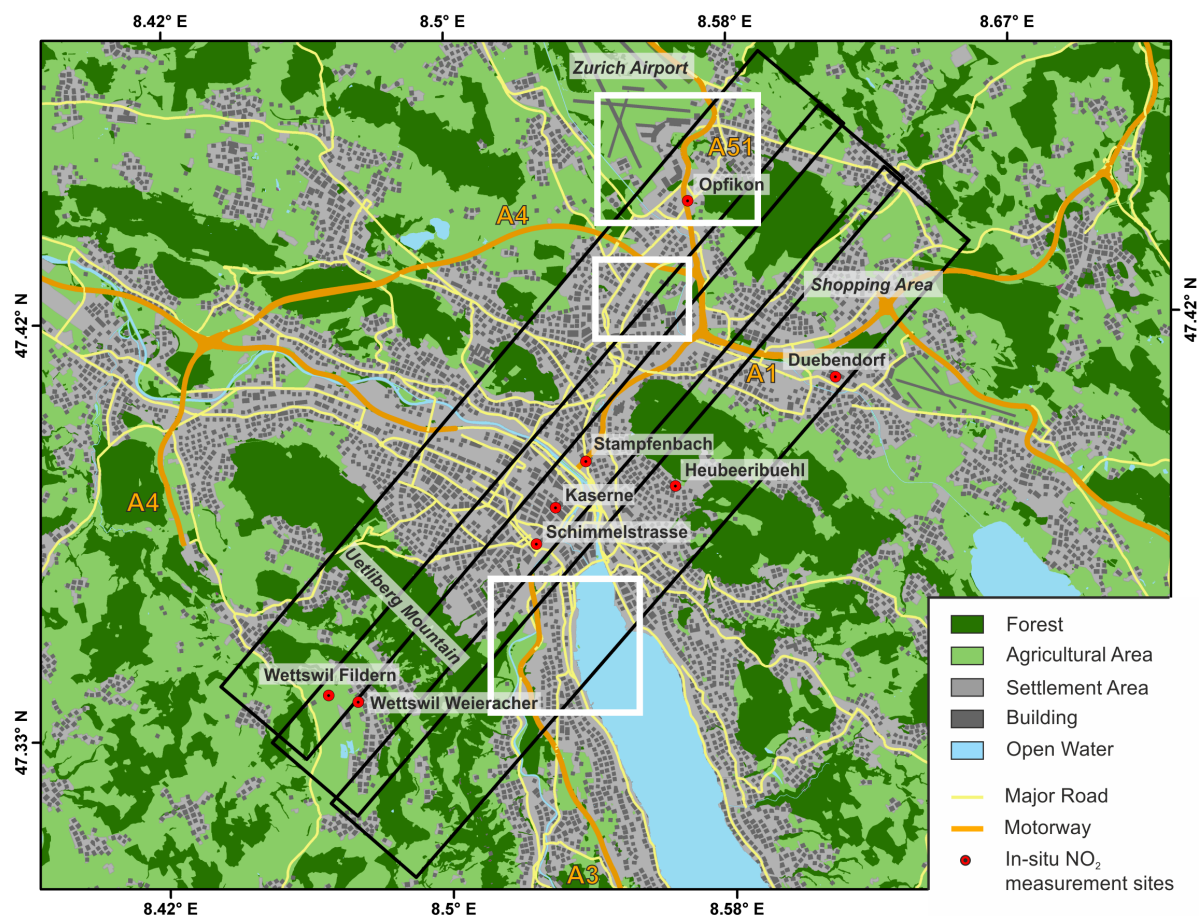 8.42° E
8.5° E
8.58° E
8.67° E
Zurich Airport
A51
Opfikon
A4
Shopping Area
47.42° N
47.42° N
Duebendorf
A1
Stampfenbach
Heubeeribuehl
Kaserne
A4
Schimmelstrasse
Uetliberg Mountain
Wettswil Fildern
Wettswil Weieracher
47.33° N
A3
Forest
Agricultural Area
Settlement Area
Building
Open Water
Major Road
Motorway
In-situ NO₂
measurement sites
8.42° E
8.5° E
8.58° E